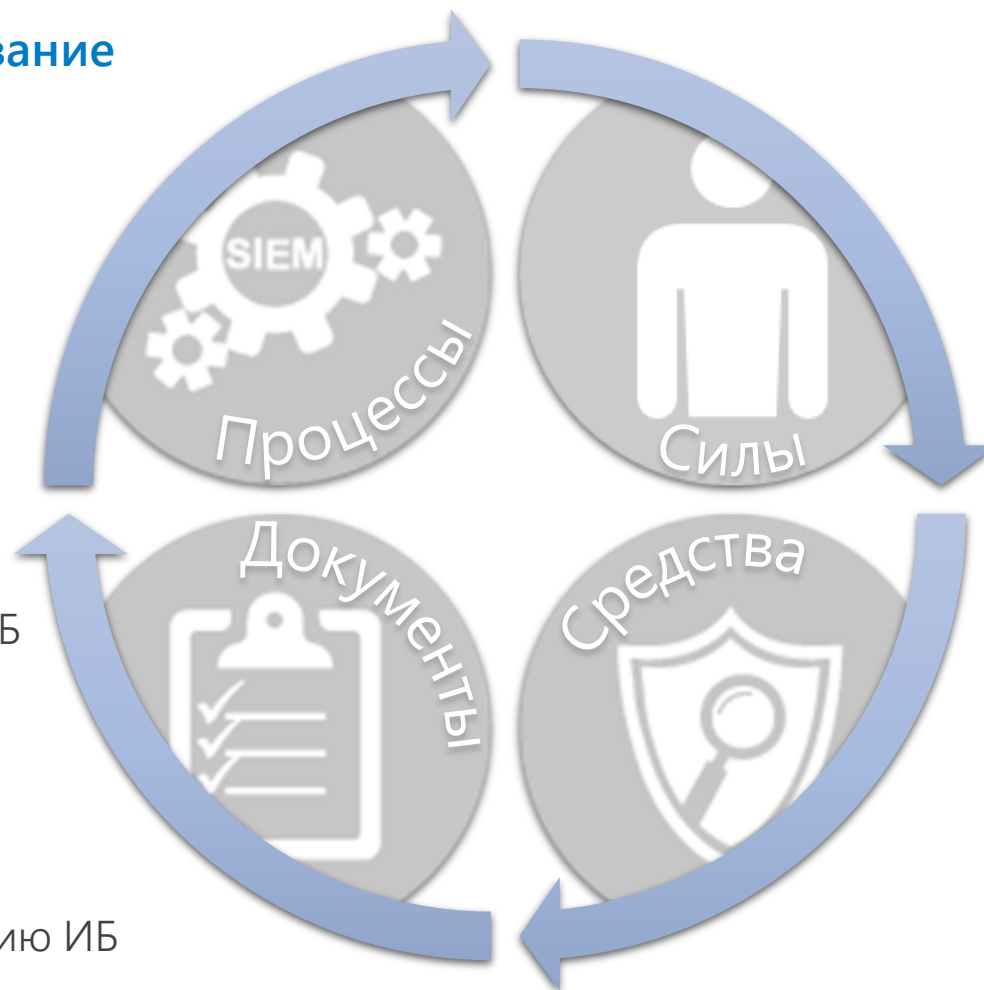 вание
SIEM
Процессы
Силы
Документы
Средства
Б
ию ИБ